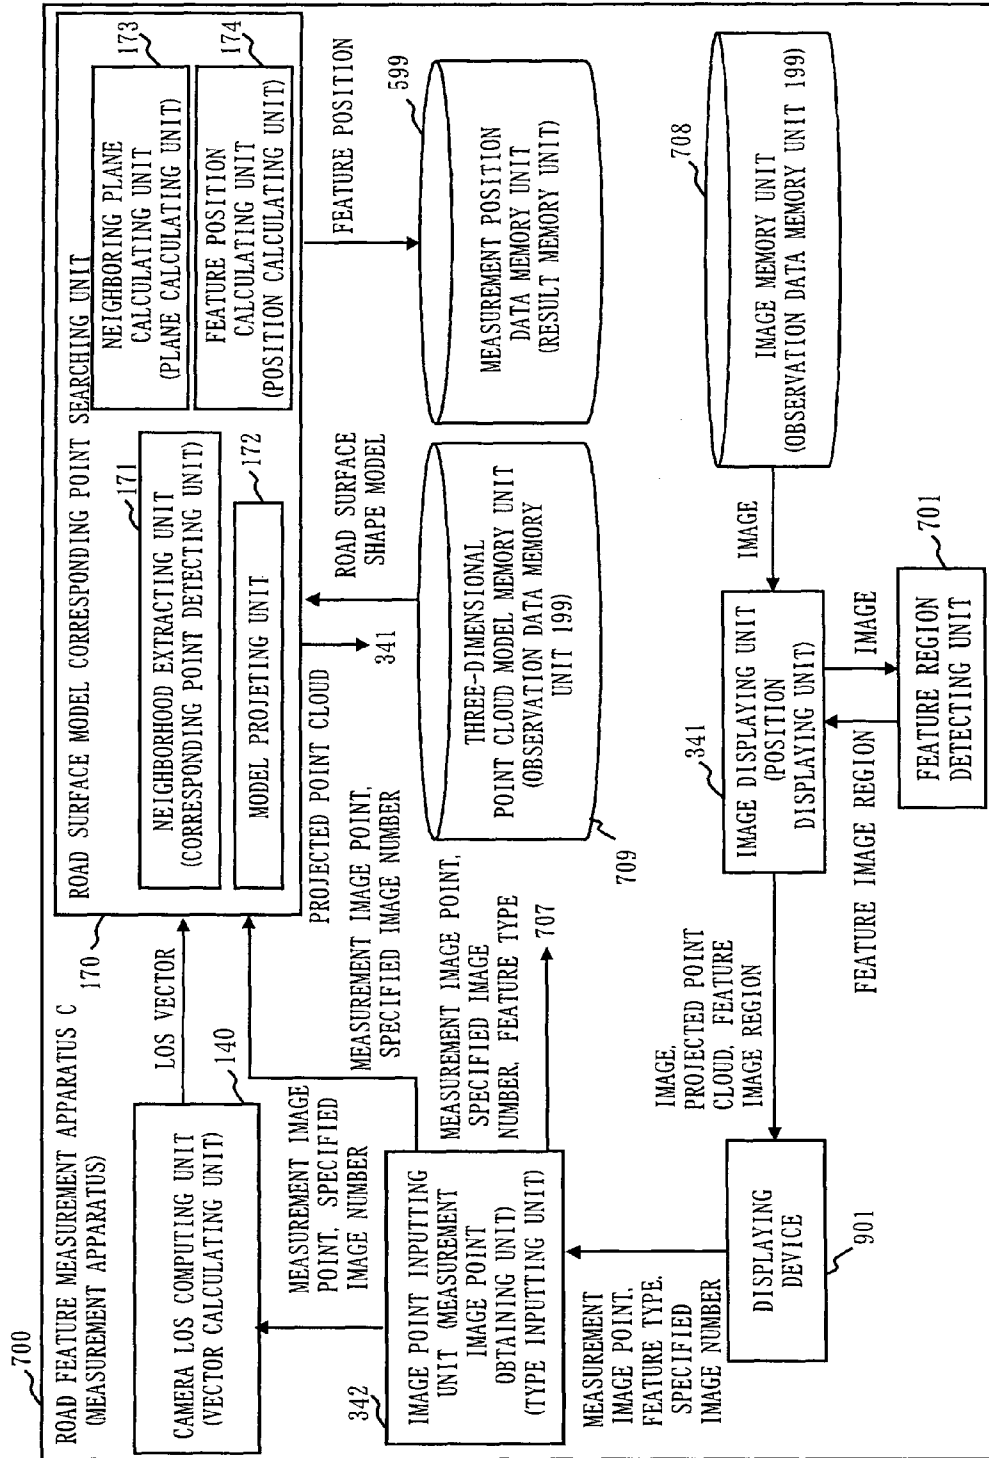 700
ROAD FEATURE MEASUREMENT APPARATUS C
(MEASUREMENT APPARATUS)
170
ROAD SURFACE MODEL CORRESPONDING POINT SEARCHING UNIT
171
NEIGHBORHOOD EXTRACTING UNIT
(CORRESPONDING POINT DETECTING UNIT)
172
MODEL PROJETING UNIT
173
NEIGHBORING PLANE
CALCULATING UNIT
(PLANE CALCULATING UNIT)
174
FEATURE POSITION
CALCULATING UNIT
(POSITION CALCULATING UNIT)
LOS VECTOR
140
CAMERA LOS COMPUTING UNIT
(VECTOR CALCULATING UNIT)
MEASUREMENT IMAGE
POINT, SPECIFIED
IMAGE NUMBER
MEASUREMENT IMAGE POINT,
SPECIFIED IMAGE NUMBER
PROJECTED POINT CLOUD
341
ROAD SURFACE
SHAPE MODEL
FEATURE POSITION
342
IMAGE POINT INPUTTING
UNIT (MEASUREMENT
IMAGE POINT
OBTAINING UNIT)
(TYPE INPUTTING UNIT)
MEASUREMENT IMAGE POINT,
SPECIFIED IMAGE
NUMBER, FEATURE TYPE
707
709
THREE-DIMENSIONAL
POINT CLOUD MODEL MEMORY UNIT
(OBSERVATION DATA MEMORY
UNIT 199)
599
MEASUREMENT POSITION
DATA MEMORY UNIT
(RESULT MEMORY UNIT)
MEASUREMENT
IMAGE POINT,
FEATURE TYPE,
SPECIFIED
IMAGE NUMBER
DISPLAYING
DEVICE
901
IMAGE,
PROJECTED POINT
CLOUD, FEATURE
IMAGE REGION
341
IMAGE DISPLAYING UNIT
(POSITION
DISPLAYING UNIT)
IMAGE
708
IMAGE MEMORY UNIT
(OBSERVATION DATA MEMORY UNIT 199)
FEATURE IMAGE REGION
IMAGE
701
FEATURE REGION
DETECTING UNIT